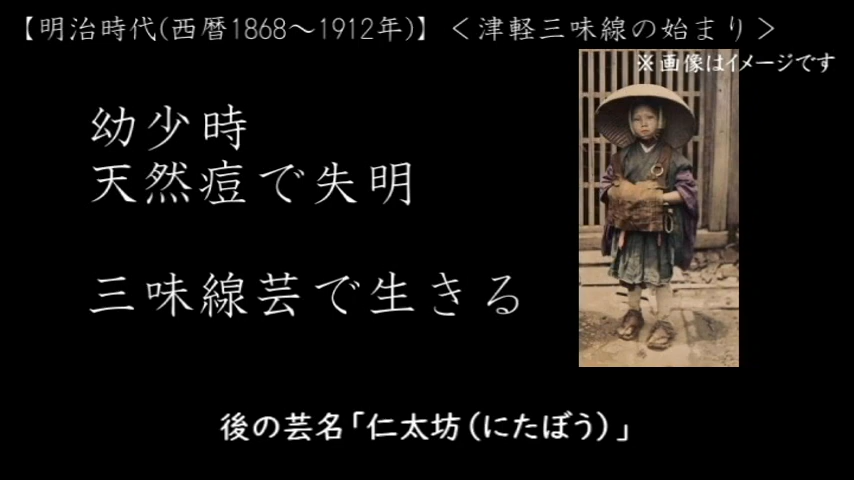 【明治時代(西暦1868～1912年)】＜津軽三味線の始まり＞
※画像はイメージです
幼少時
天然痘で失明
三味線芸で生きる
後の芸名「仁太坊（にたぼう）」